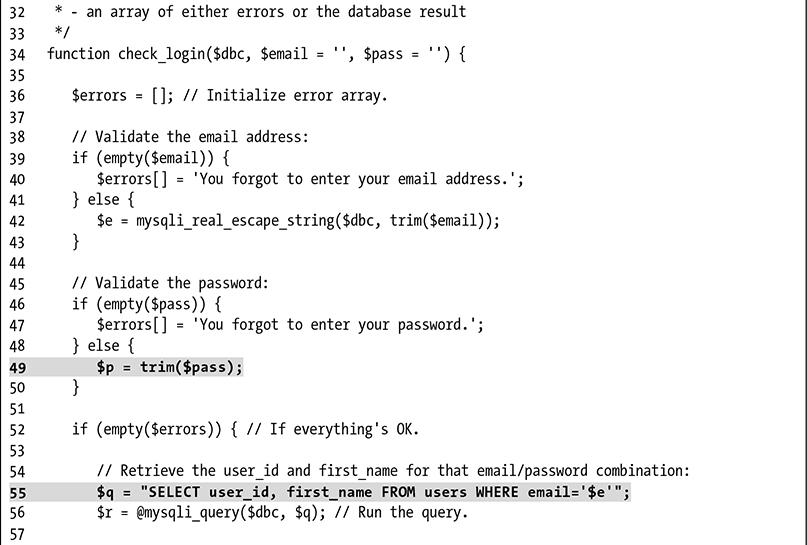 32 * - an array of either errors or the database result
33 */
34 function check_login($dbc, $email = '', $pass = '') {
35
36 $errors = []; // Initialize error array.
37
38 // Validate the email address:
39 if (empty($email)) {
40 $errors[] = 'You forgot to enter your email address.';
41 } else {
42 $e = mysqli_real_escape_string($dbc, trim($email));
43 }
44
45 // Validate the password:
46 if (empty($pass)) {
47 $errors[] = 'You forgot to enter your password.';
48 } else {
49 $p = trim($pass);
50 }
51
52 if (empty($errors)) { // If everything's OK.
53
54 // Retrieve the user_id and first_name for that email/password combination:
55 $q = "SELECT user_id, first_name FROM users WHERE email='$e'";
56 $r = @mysqli_query($dbc, $q); // Run the query.
57